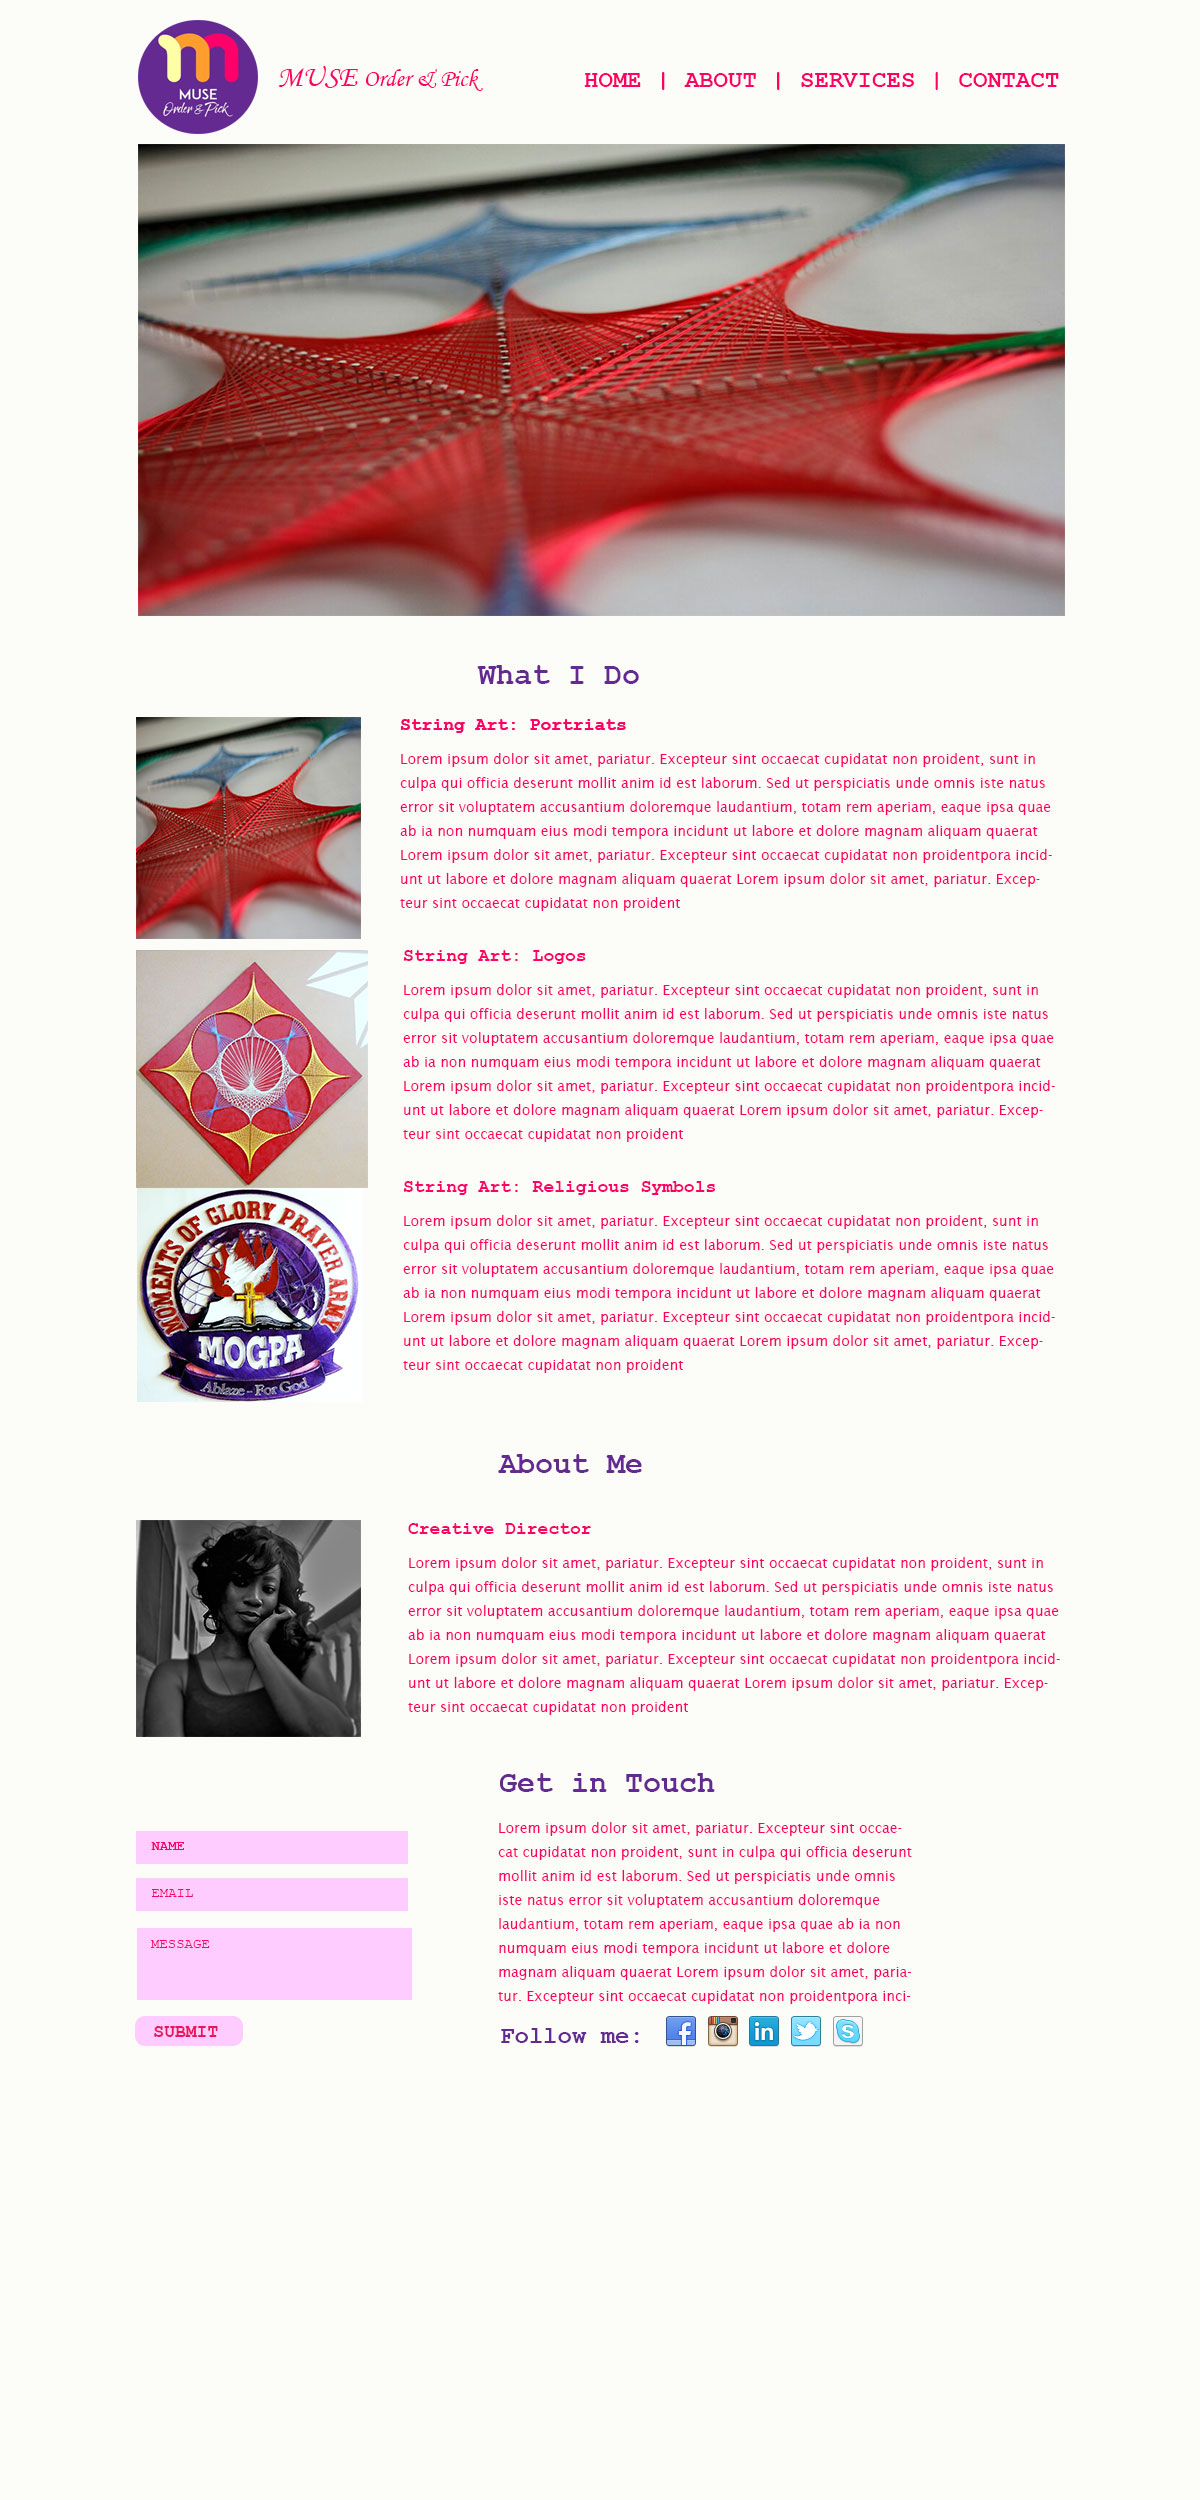 MUSE
Order & Pick
MUSE Order & Pick
HOME | ABOUT | SERVICES | CONTACT
What I Do
String Art: Portriats
Lorem ipsum dolor sit amet, pariatur. Excepteur sint occaecat cupidatat non proident, sunt in
culpa qui officia deserunt mollit anim id est laborum. Sed ut perspiciatis unde omnis iste natus
error sit voluptatem accusantium doloremque laudantium, totam rem aperiam, eaque ipsa quae
ab ia non numquam eius modi tempora incidunt ut labore et dolore magnam aliquam quaerat
Lorem ipsum dolor sit amet, pariatur. Excepteur sint occaecat cupidatat non proidentpora incid-
unt ut labore et dolore magnam aliquam quaerat Lorem ipsum dolor sit amet, pariatur. Excep-
teur sint occaecat cupidatat non proident
String Art: Logos
Lorem ipsum dolor sit amet, pariatur. Excepteur sint occaecat cupidatat non proident, sunt in
culpa qui officia deserunt mollit anim id est laborum. Sed ut perspiciatis unde omnis iste natus
error sit voluptatem accusantium doloremque laudantium, totam rem aperiam, eaque ipsa quae
ab ia non numquam eius modi tempora incidunt ut labore et dolore magnam aliquam quaerat
Lorem ipsum dolor sit amet, pariatur. Excepteur sint occaecat cupidatat non proidentpora incid-
unt ut labore et dolore magnam aliquam quaerat Lorem ipsum dolor sit amet, pariatur. Excep-
teur sint occaecat cupidatat non proident
MOMENTS OF GLORY PRAYER ARMY
MOGPA
Ablaze - For God
String Art: Religious Symbols
Lorem ipsum dolor sit amet, pariatur. Excepteur sint occaecat cupidatat non proident, sunt in
culpa qui officia deserunt mollit anim id est laborum. Sed ut perspiciatis unde omnis iste natus
error sit voluptatem accusantium doloremque laudantium, totam rem aperiam, eaque ipsa quae
ab ia non numquam eius modi tempora incidunt ut labore et dolore magnam aliquam quaerat
Lorem ipsum dolor sit amet, pariatur. Excepteur sint occaecat cupidatat non proidentpora incid-
unt ut labore et dolore magnam aliquam quaerat Lorem ipsum dolor sit amet, pariatur. Excep-
teur sint occaecat cupidatat non proident
About Me
Creative Director
Lorem ipsum dolor sit amet, pariatur. Excepteur sint occaecat cupidatat non proident, sunt in
culpa qui officia deserunt mollit anim id est laborum. Sed ut perspiciatis unde omnis iste natus
error sit voluptatem accusantium doloremque laudantium, totam rem aperiam, eaque ipsa quae
ab ia non numquam eius modi tempora incidunt ut labore et dolore magnam aliquam quaerat
Lorem ipsum dolor sit amet, pariatur. Excepteur sint occaecat cupidatat non proidentpora incid-
unt ut labore et dolore magnam aliquam quaerat Lorem ipsum dolor sit amet, pariatur. Excep-
teur sint occaecat cupidatat non proident
NAME
EMAIL
MESSAGE
SUBMIT
Get in Touch
Lorem ipsum dolor sit amet, pariatur. Excepteur sint occae-
cat cupidatat non proident, sunt in culpa qui officia deserunt
mollit anim id est laborum. Sed ut perspiciatis unde omnis
iste natus error sit voluptatem accusantium doloremque
laudantium, totam rem aperiam, eaque ipsa quae ab ia non
numquam eius modi tempora incidunt ut labore et dolore
magnam aliquam quaerat Lorem ipsum dolor sit amet, paria-
tur. Excepteur sint occaecat cupidatat non proidentpora inci-
Follow me: